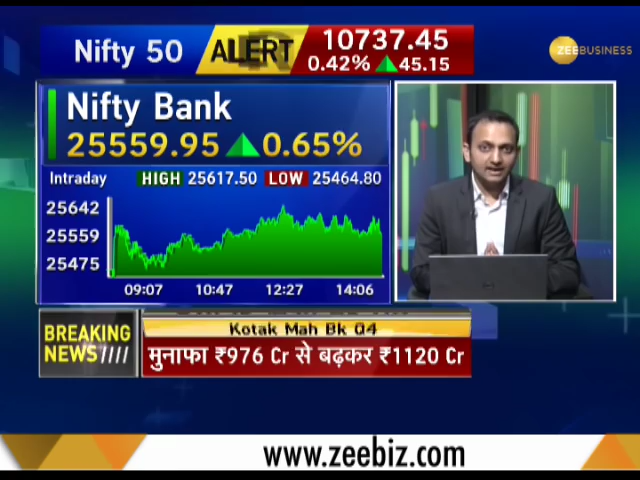 Nifty 50
ALERT
10737.45
0.42% ▲ 45.15
ZEEBUSINESS
Nifty Bank
25559.95 ▲ 0.65%
Intraday HIGH 25617.50 LOW 25464.80
25642
25559
25475
09:07 10:47 12:27 14:06
BREAKING
NEWS
Kotak Mah Bk Q4
मुनाफा ₹976 Cr से बढ़कर ₹1120 Cr
www.zeebiz.com